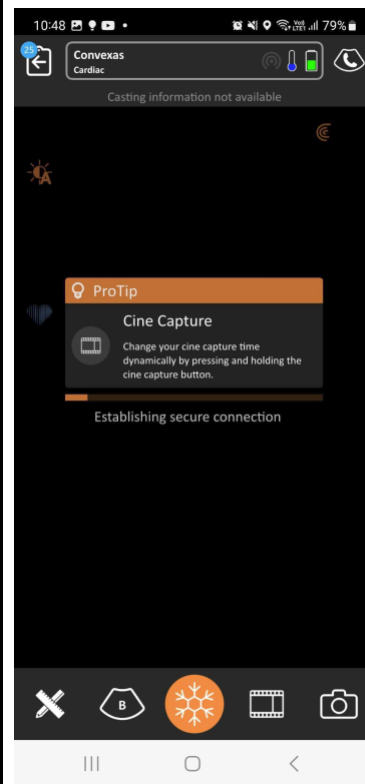 10:48
79%
25
Convexas
Cardiac
Casting information not available
A
ProTip
Cine Capture
Change your cine capture time
dynamically by pressing and holding the
cine capture button.
Establishing secure connection
B